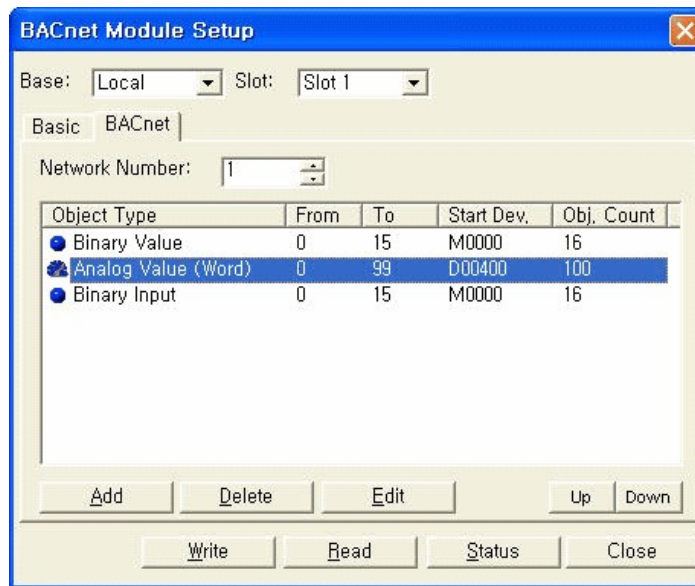 BACnet Module Setup
Base: Local Slot: Slot 1
Basic BACnet
Network Number: 1
Object Type From To Start Dev. Obj. Count
Binary Value 0 15 M0000 16
Analog Value (Word) 0 99 D00400 100
Binary Input 0 15 M0000 16
Add Delete Edit Up Down
Write Read Status Close